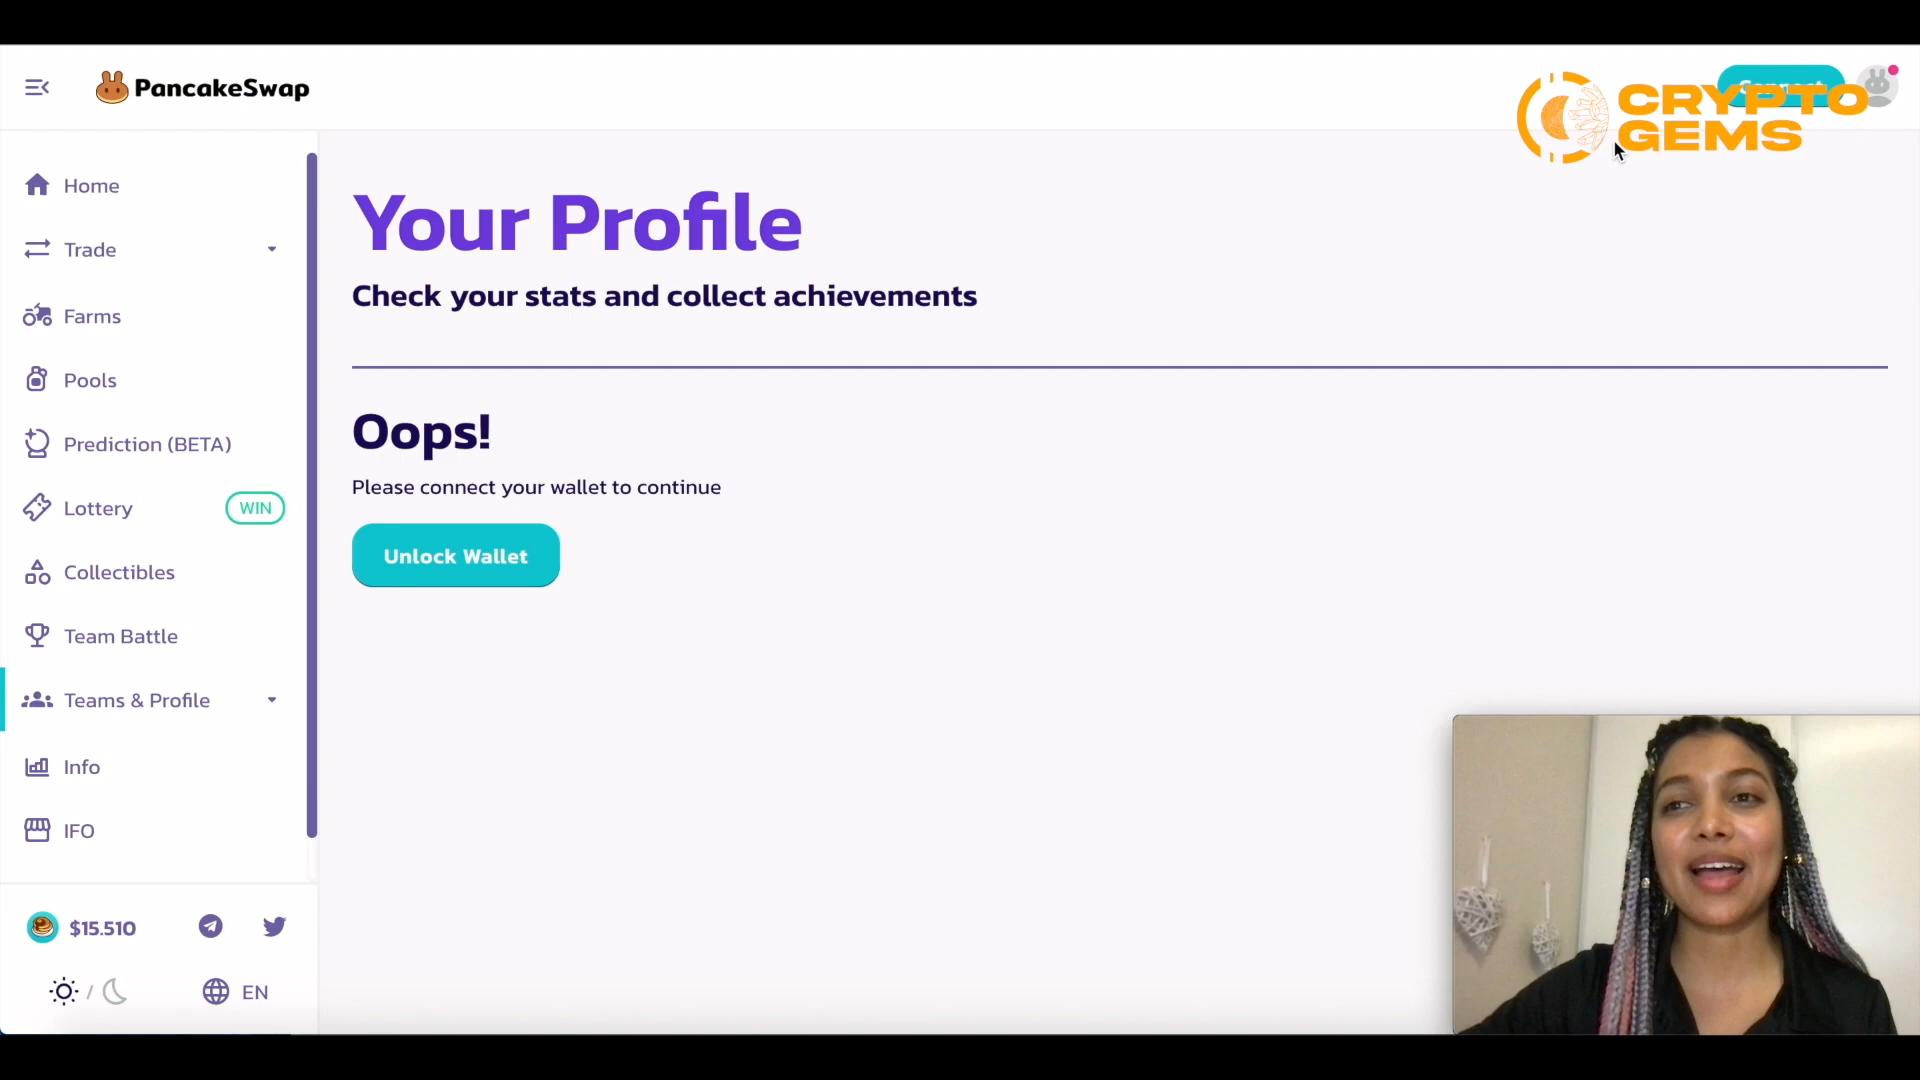 PancakeSwap
Connect
CRYPTO
GEMS
Home
Trade
Farms
Pools
Prediction (BETA)
Lottery
WIN
Collectibles
Team Battle
Teams & Profile
Info
IFO
$15.510
/
EN
Your Profile
Check your stats and collect achievements
Oops!
Please connect your wallet to continue
Unlock Wallet